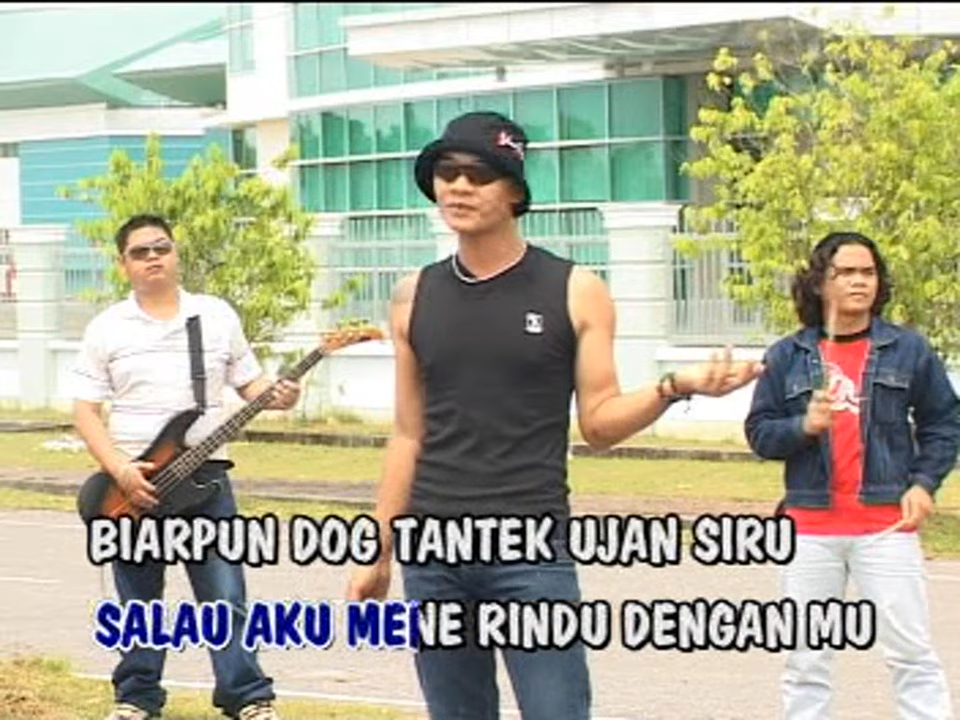 BIARPUN DOG TANTEK UJAN SIRU
SALAU AKU MENE RINDU DENGAN MU